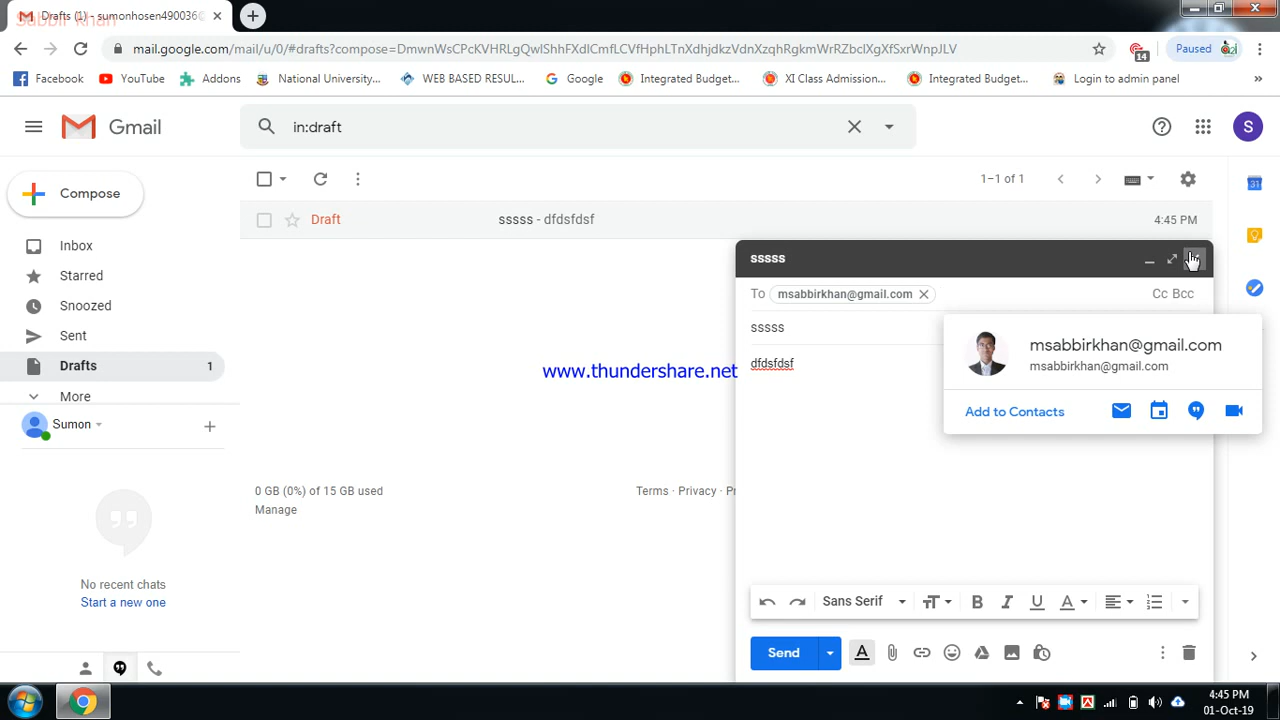 Drafts (1) - sumonhosen490036
Sabbir Khan
mail.google.com/mail/u/0/#drafts?compose=DmwnWsCPcKVHRLgQwlShhFXdlCmfLCVfHphLTnXdhjdkzVdnXzqhRgkmWrRZbclXgXfSxrWnpJLV
14
Paused
Facebook
YouTube
Addons
National University...
WEB BASED RESUL...
Google
Integrated Budget...
XI Class Admission...
Integrated Budget...
Login to admin panel
»
Gmail
in:draft
S
Compose
1–1 of 1
Draft
sssss - dfdsfdsf
4:45 PM
31
Inbox
Starred
Snoozed
Sent
Drafts
1
More
Sumon
sssss
To
msabbirkhan@gmail.com
Cc Bcc
sssss
dfdsfdsf
msabbirkhan@gmail.com
msabbirkhan@gmail.com
Add to Contacts
www.thundershare.net
0 GB (0%) of 15 GB used
Manage
Terms · Privacy ·
No recent chats
Start a new one
Sans Serif
B
I
U
A
Send
A
4:45 PM
01-Oct-19